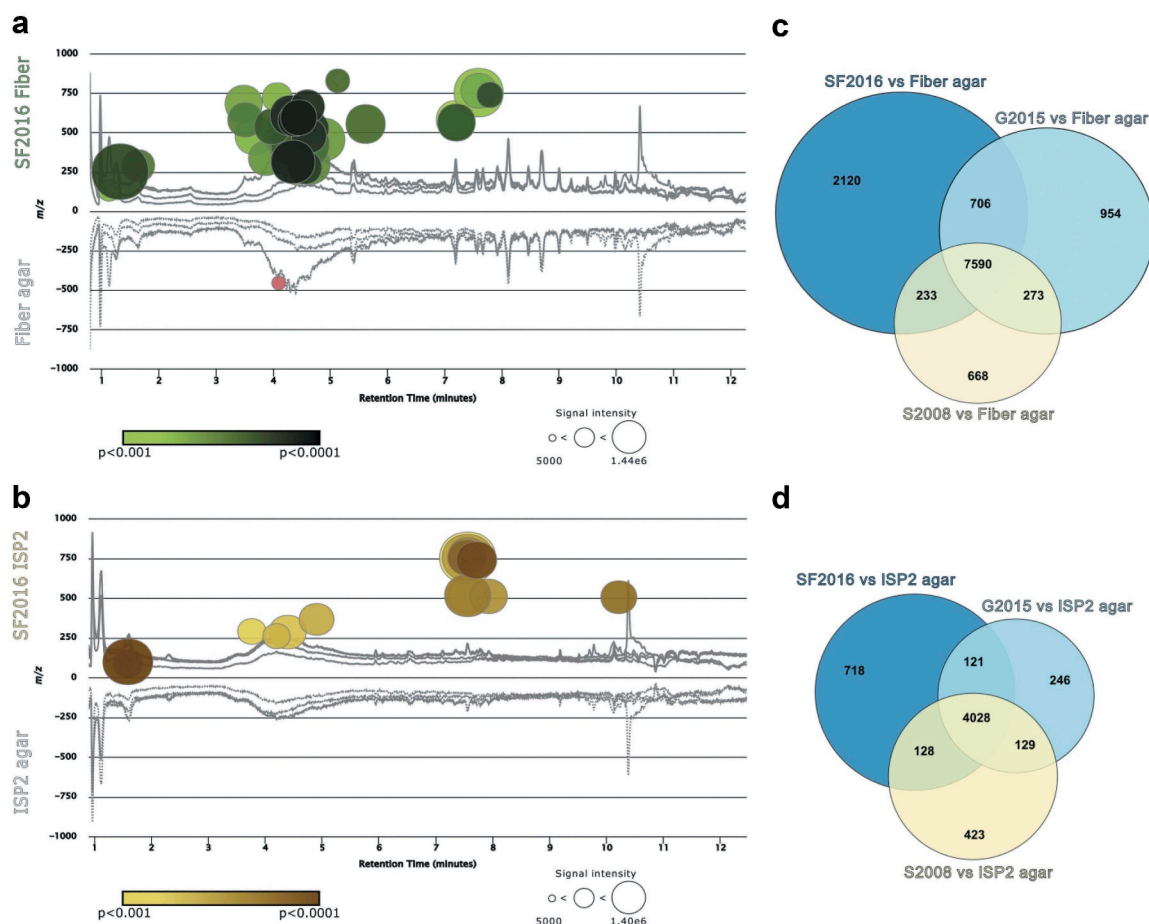 a
SF2016 Fiber
Fiber agar
m/z
1000
750
500
250
0
−250
−500
−750
−1000
1 2 3 4 5 6 7 8 9 10 11 12
Retention Time (minutes)
p<0.001 p<0.0001
Signal intensity
< <
5000 1.44e6
b
SF2016 ISP2
ISP2 agar
m/z
1000
750
500
250
0
−250
−500
−750
−1000
1 2 3 4 5 6 7 8 9 10 11 12
Retention Time (minutes)
p<0.001 p<0.0001
Signal intensity
< <
5000 1.40e6
c
SF2016 vs Fiber agar
G2015 vs Fiber agar
2120 706 954
7590
233 273
668
S2008 vs Fiber agar
d
SF2016 vs ISP2 agar
G2015 vs ISP2 agar
718 121 246
4028
128 129
423
S2008 vs ISP2 agar